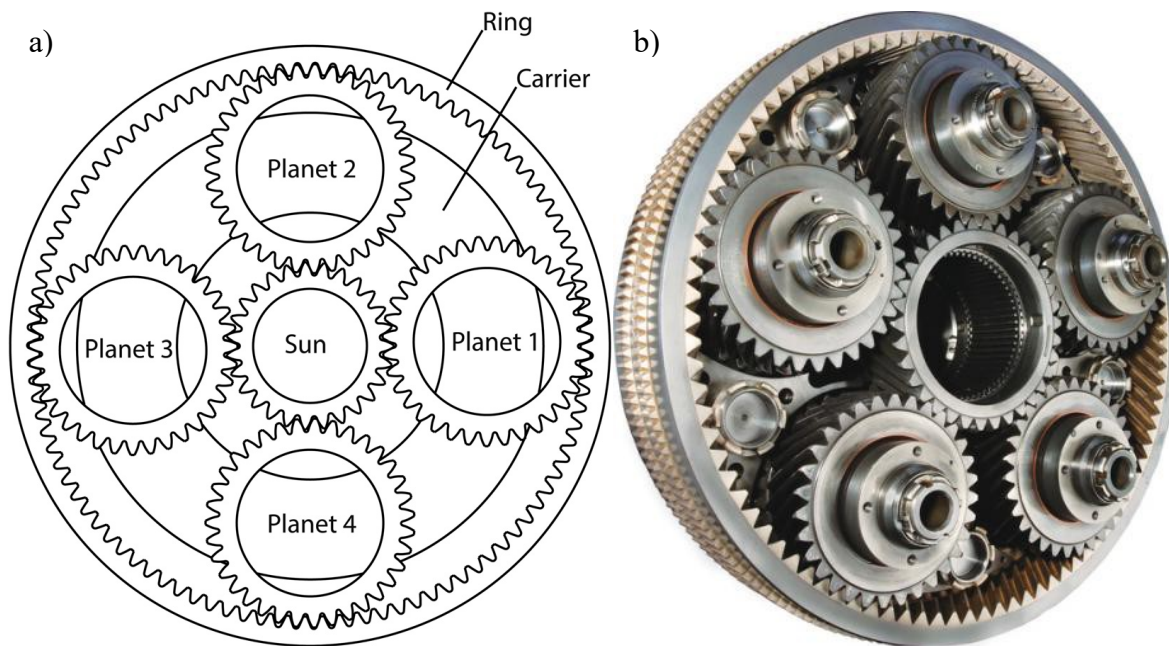 a)
Ring
b)
Carrier
Planet 2
Planet 3
Sun
Planet 1
Planet 4